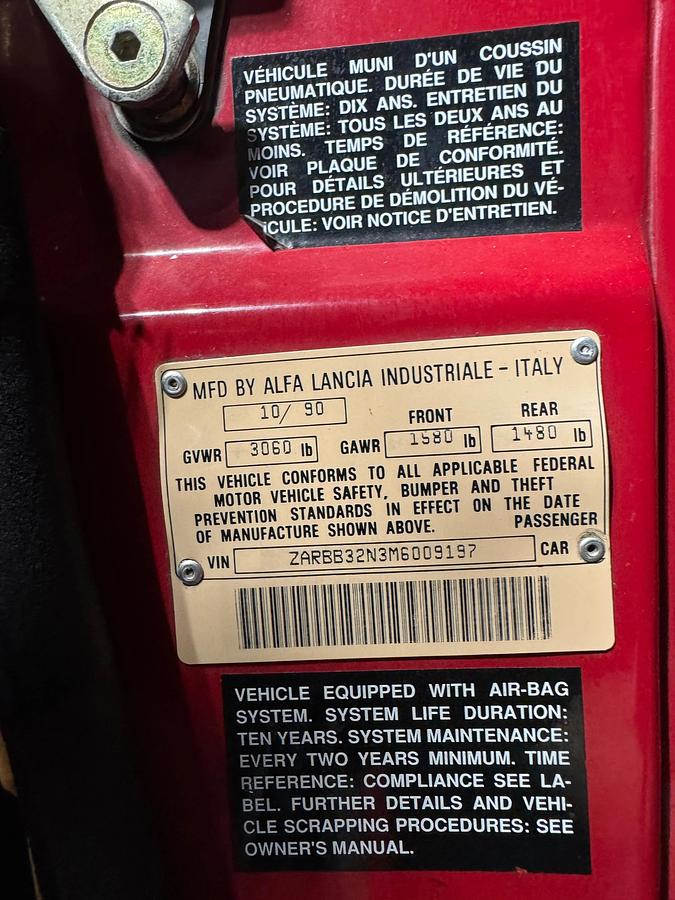 VÉHICULE MUNI D'UN COUSSIN
PNEUMATIQUE. DURÉE DE VIE DU
SYSTÈME: DIX ANS. ENTRETIEN DU
SYSTÈME: TOUS LES DEUX ANS AU
MOINS. TEMPS DE RÉFÉRENCE:
VOIR PLAQUE DE CONFORMITÉ.
POUR DÉTAILS ULTÉRIEURES ET
PROCEDURE DE DÉMOLITION DU VÉ-
ICULE: VOIR NOTICE D'ENTRETIEN.
MFD BY ALFA LANCIA INDUSTRIALE - ITALY
10/ 90 FRONT REAR
GVWR 3060 lb GAWR 1580 lb 1480 lb
THIS VEHICLE CONFORMS TO ALL APPLICABLE FEDERAL
MOTOR VEHICLE SAFETY, BUMPER AND THEFT
PREVENTION STANDARDS IN EFFECT ON THE DATE
OF MANUFACTURE SHOWN ABOVE. PASSENGER
VIN ZARBB32N3M6009197 CAR
VEHICLE EQUIPPED WITH AIR-BAG
SYSTEM. SYSTEM LIFE DURATION:
TEN YEARS. SYSTEM MAINTENANCE:
EVERY TWO YEARS MINIMUM. TIME
REFERENCE: COMPLIANCE SEE LA-
BEL. FURTHER DETAILS AND VEHI-
CLE SCRAPPING PROCEDURES: SEE
OWNER'S MANUAL.